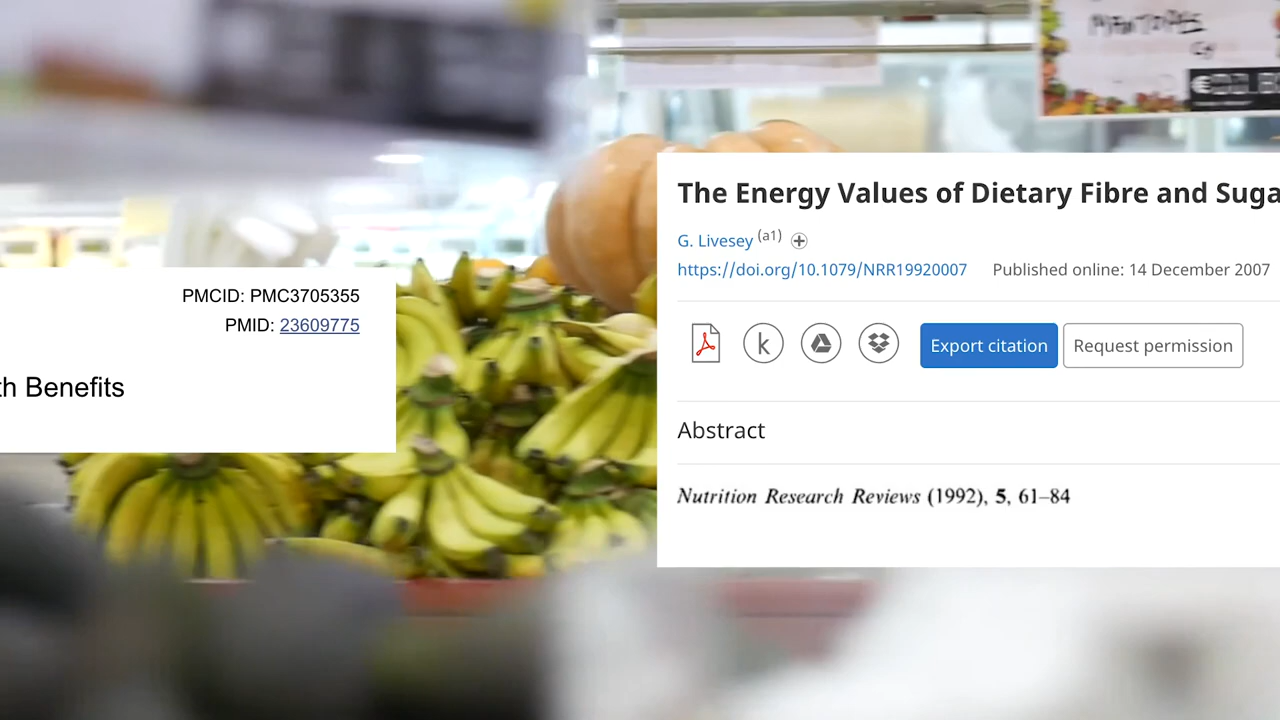 PMCID: PMC3705355
PMID: 23609775
th Benefits
The Energy Values of Dietary Fibre and Suga
G. Livesey (a1)
https://doi.org/10.1079/NRR19920007 Published online: 14 December 2007
Export citation Request permission
Abstract
Nutrition Research Reviews (1992), 5, 61–84